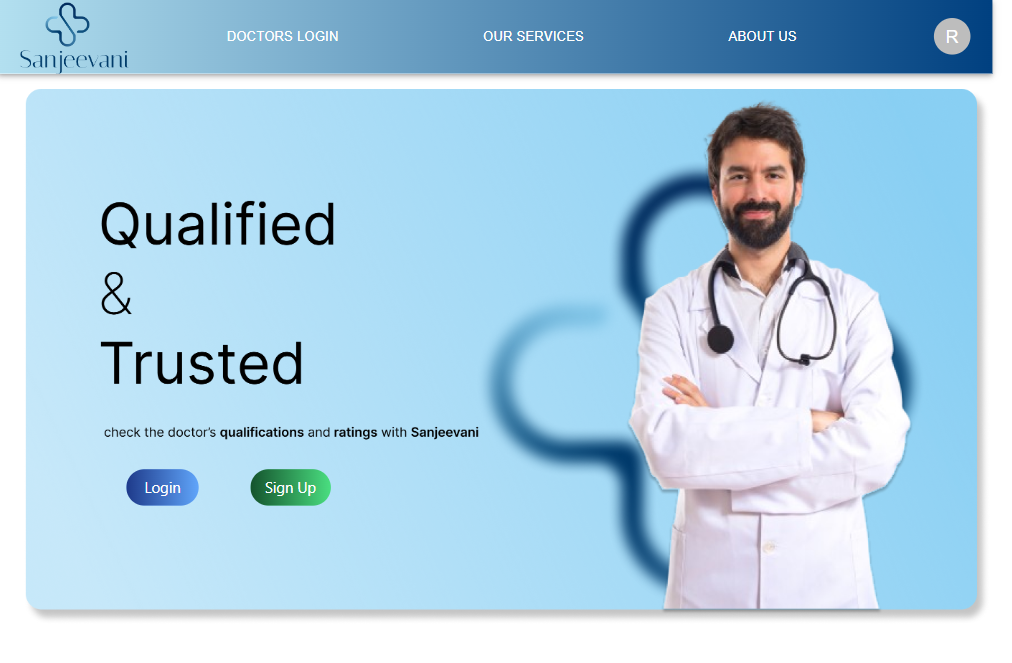 Sanjeevani
DOCTORS LOGIN
OUR SERVICES
ABOUT US
R
Qualified
&
Trusted
check the doctor’s qualifications and ratings with Sanjeevani
Login
Sign Up